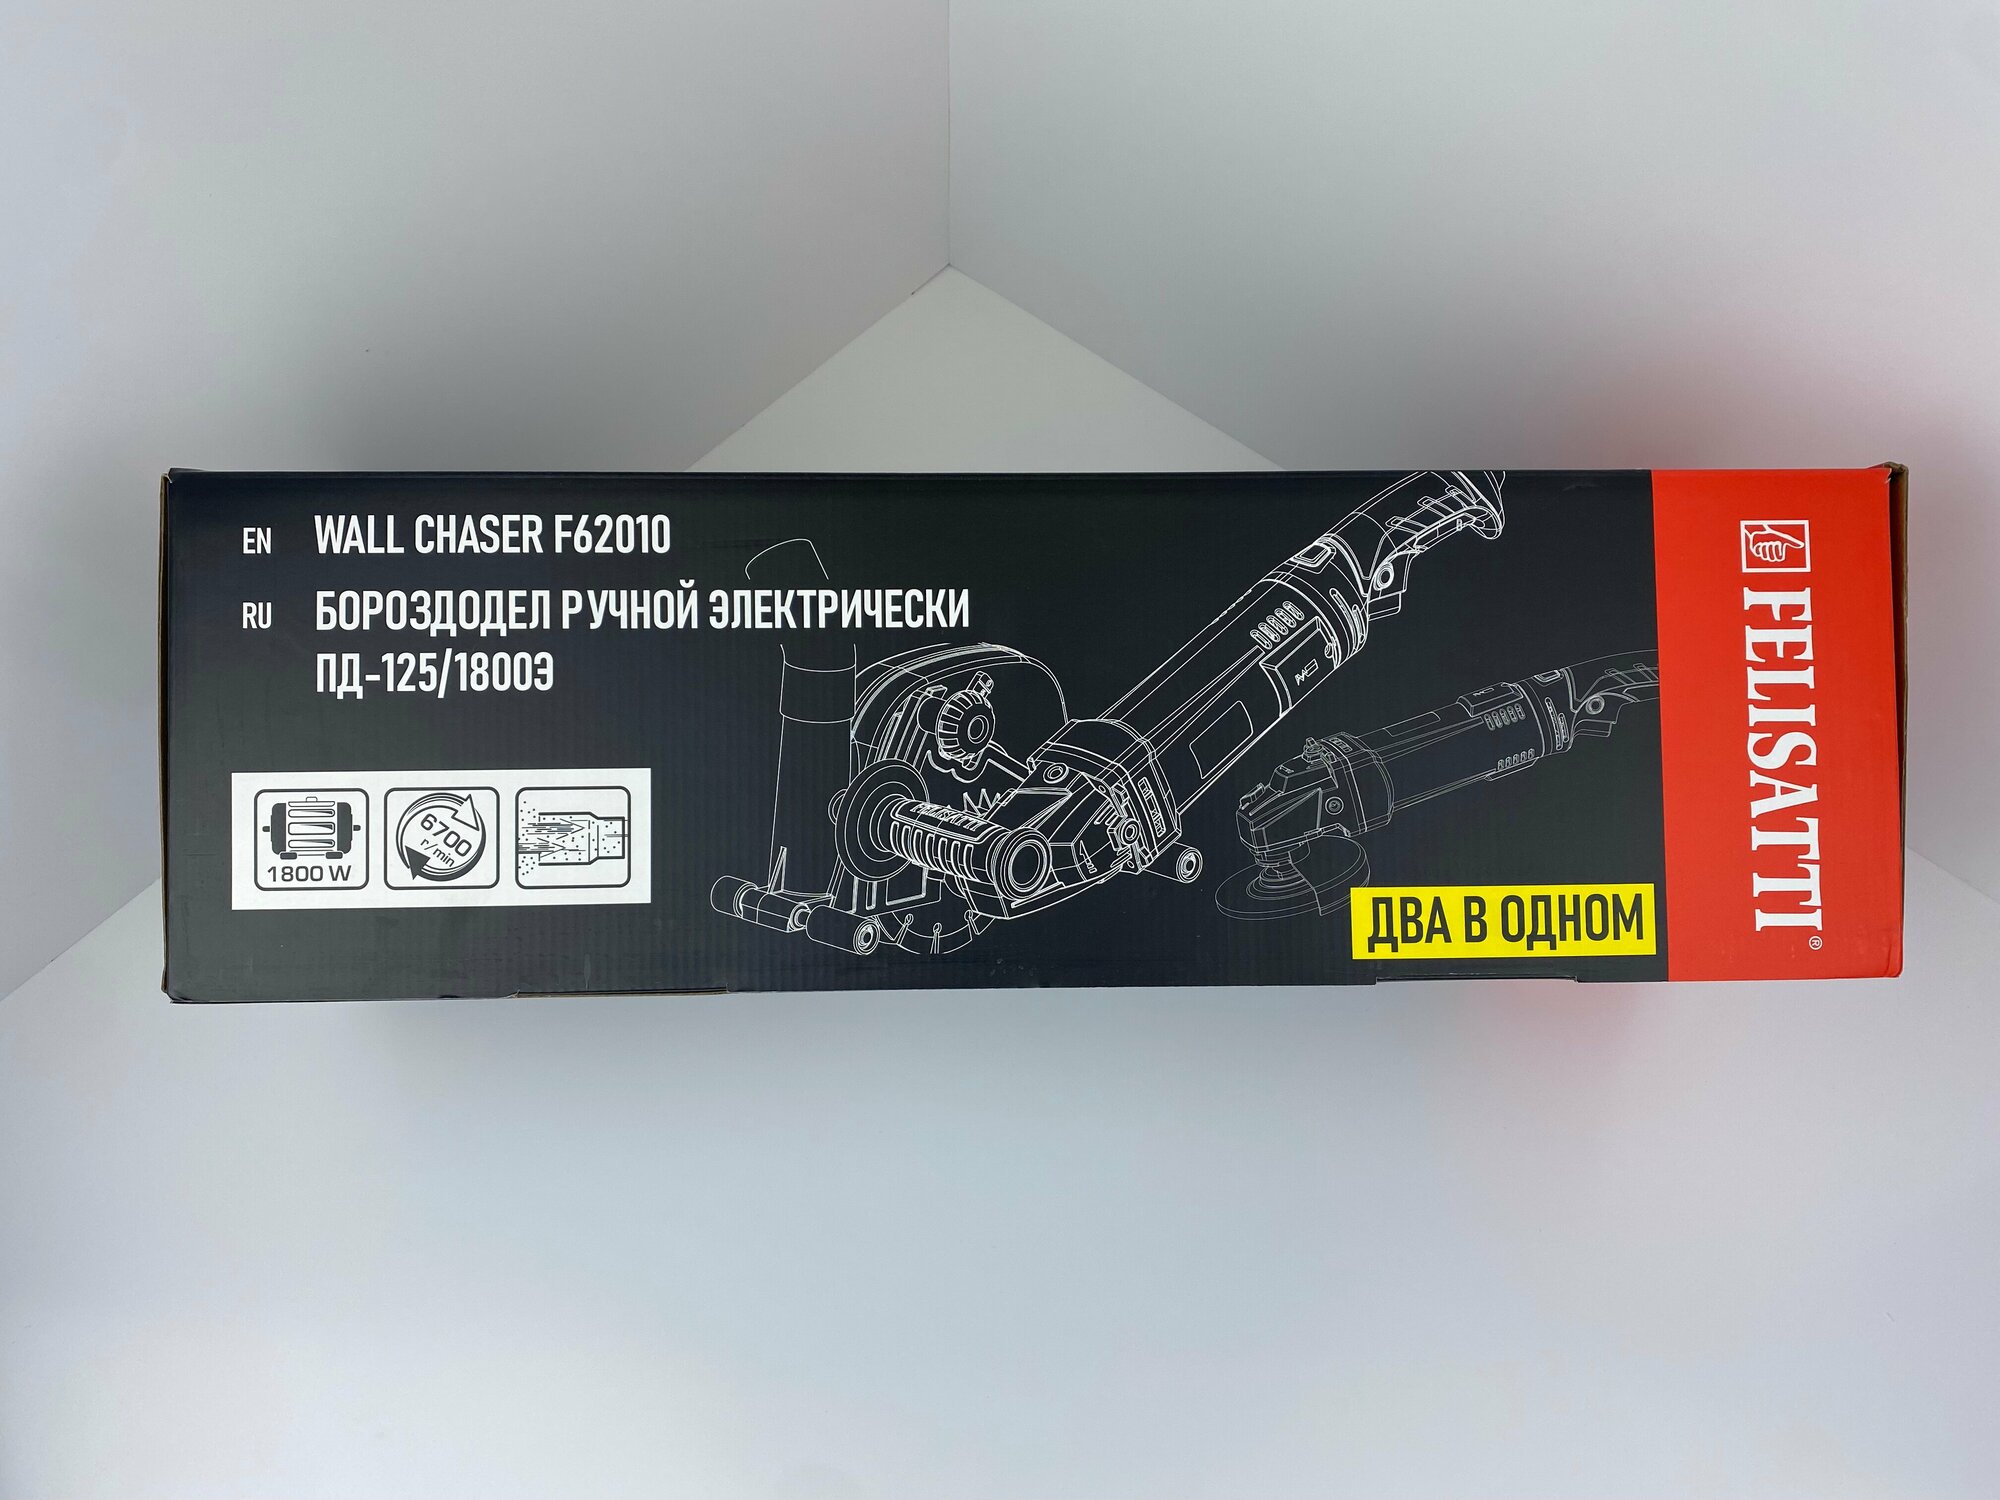 EN WALL CHASER F62010
RU БОРОЗДОДЕЛ РУЧНОЙ ЭЛЕКТРИЧЕСКИ
ПД-125/1800Э
1800 W
6700
r/min
ДВА В ОДНОМ
FELISATTI®